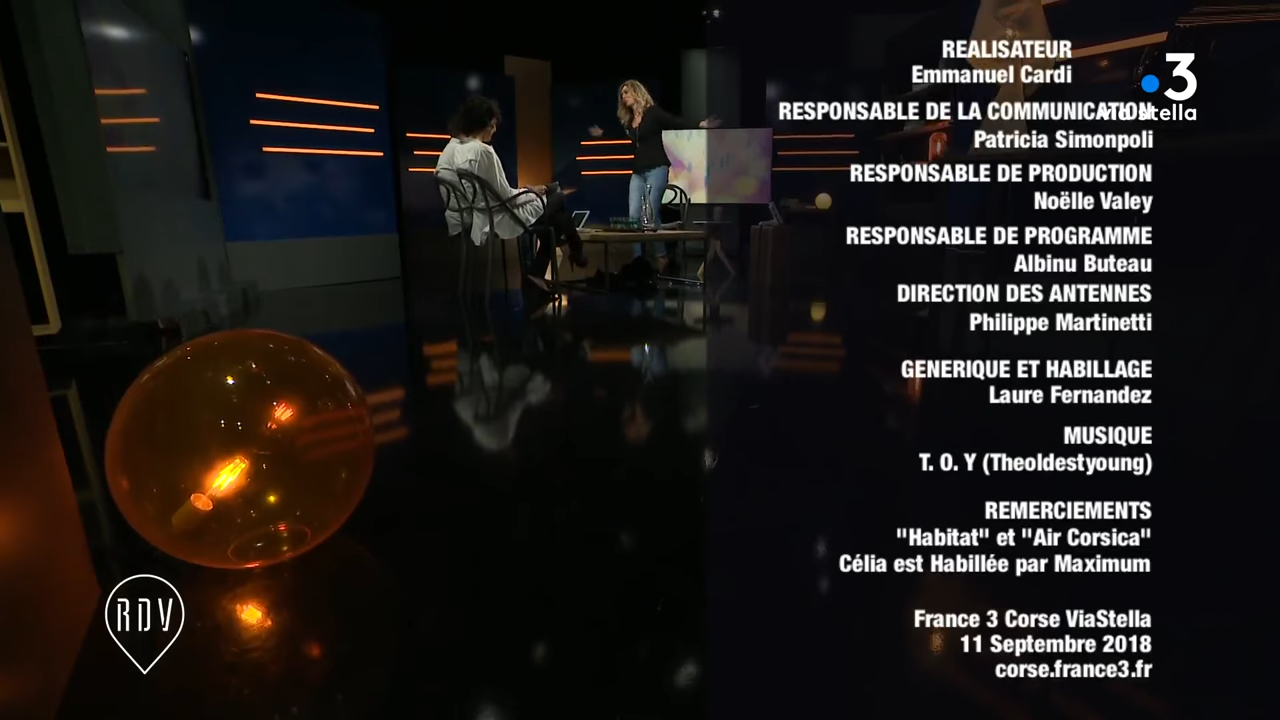 REALISATEUR
Emmanuel Cardi
3
via stella
RESPONSABLE DE LA COMMUNICATION
Patricia Simonpoli
RESPONSABLE DE PRODUCTION
Noëlle Valey
RESPONSABLE DE PROGRAMME
Albinu Buteau
DIRECTION DES ANTENNES
Philippe Martinetti
GENERIQUE ET HABILLAGE
Laure Fernandez
MUSIQUE
T. O. Y (Theoldestyoung)
REMERCIEMENTS
"Habitat" et "Air Corsica"
Célia est Habillée par Maximum
RDV
France 3 Corse ViaStella
11 Septembre 2018
corse.france3.fr